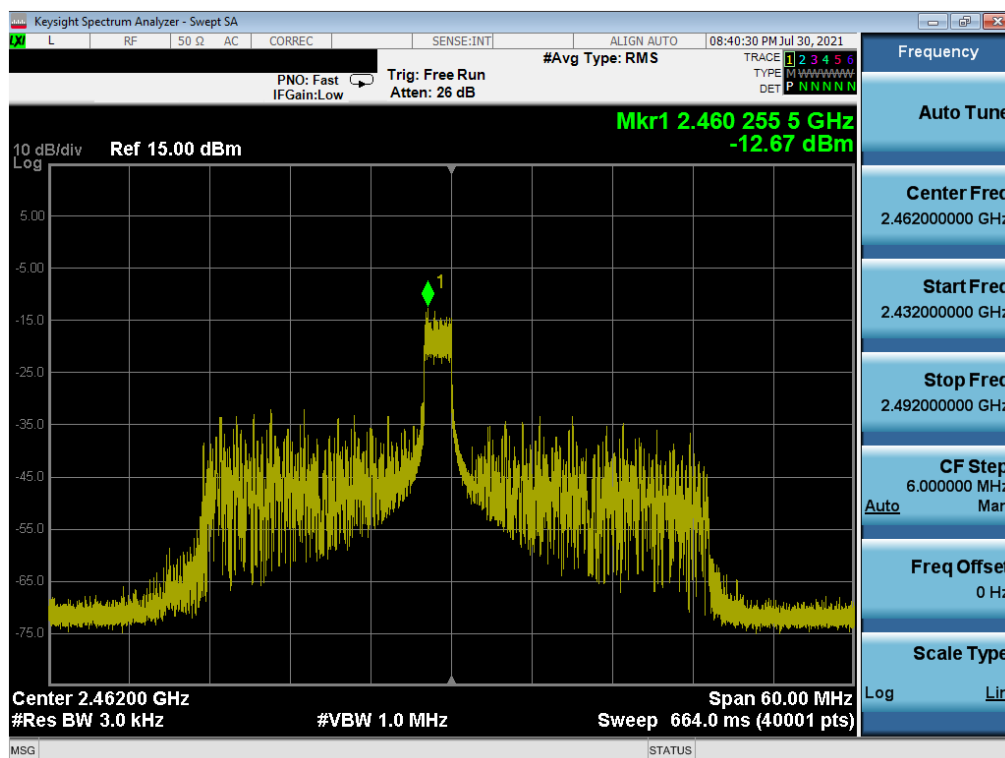 Keysight Spectrum Analyzer - Swept SA
LXI L RF 50 Ω AC CORREC SENSE:INT ALIGN AUTO 08:40:30 PM Jul 30, 2021
#Avg Type: RMS TRACE 1 2 3 4 5 6
PNO: Fast Trig: Free Run TYPE M WWWWW
IFGain:Low Atten: 26 dB DET P N N N N N
Mkr1 2.460 255 5 GHz
-12.67 dBm
10 dB/div Ref 15.00 dBm
Log
5.00
-5.00
1
-15.0
-25.0
-35.0
-45.0
-55.0
-65.0
-75.0
Center 2.46200 GHz Span 60.00 MHz
#Res BW 3.0 kHz #VBW 1.0 MHz Sweep 664.0 ms (40001 pts)
MSG STATUS
Frequency
Auto Tune
Center Freq
2.462000000 GHz
Start Freq
2.432000000 GHz
Stop Freq
2.492000000 GHz
CF Step
6.000000 MHz
Auto Man
Freq Offset
0 Hz
Scale Type
Log Lin